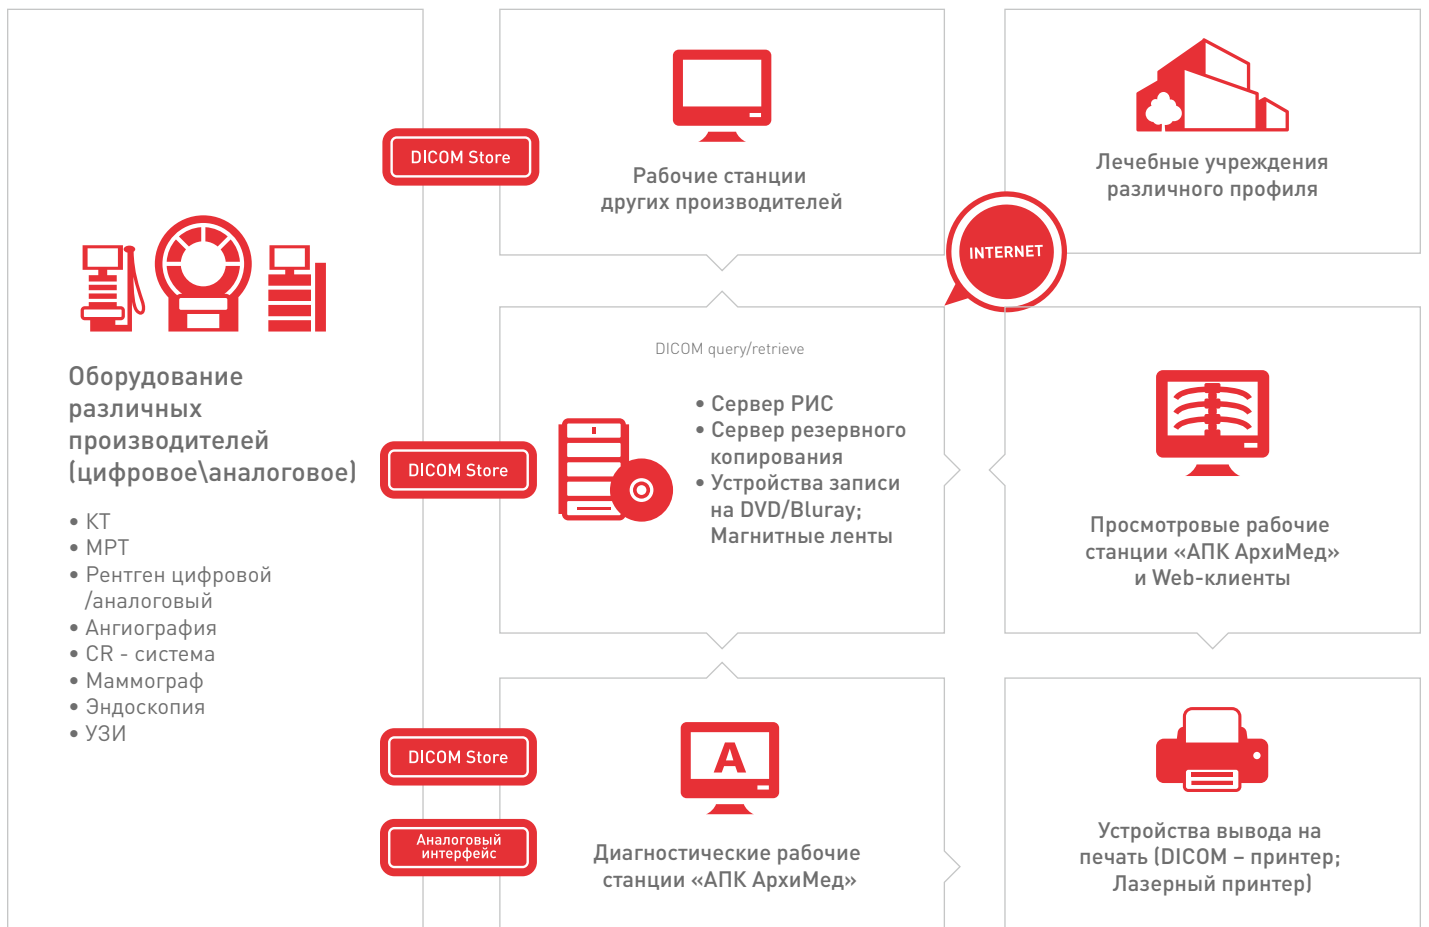 Оборудование
различных
производителей
(цифровое\аналоговое)
• КТ
• МРТ
• Рентген цифровой
/аналоговый
• Ангиография
• CR - система
• Маммограф
• Эндоскопия
• УЗИ
DICOM Store
Рабочие станции
других производителей
Лечебные учреждения
различного профиля
INTERNET
DICOM query/retrieve
DICOM Store
• Сервер РИС
• Сервер резервного
копирования
• Устройства записи
на DVD/Bluray;
Магнитные ленты
Просмотровые рабочие
станции «АПК АрхиМед»
и Web-клиенты
DICOM Store
Аналоговый
интерфейс
А
Диагностические рабочие
станции «АПК АрхиМед»
Устройства вывода на
печать (DICOM – принтер;
Лазерный принтер)